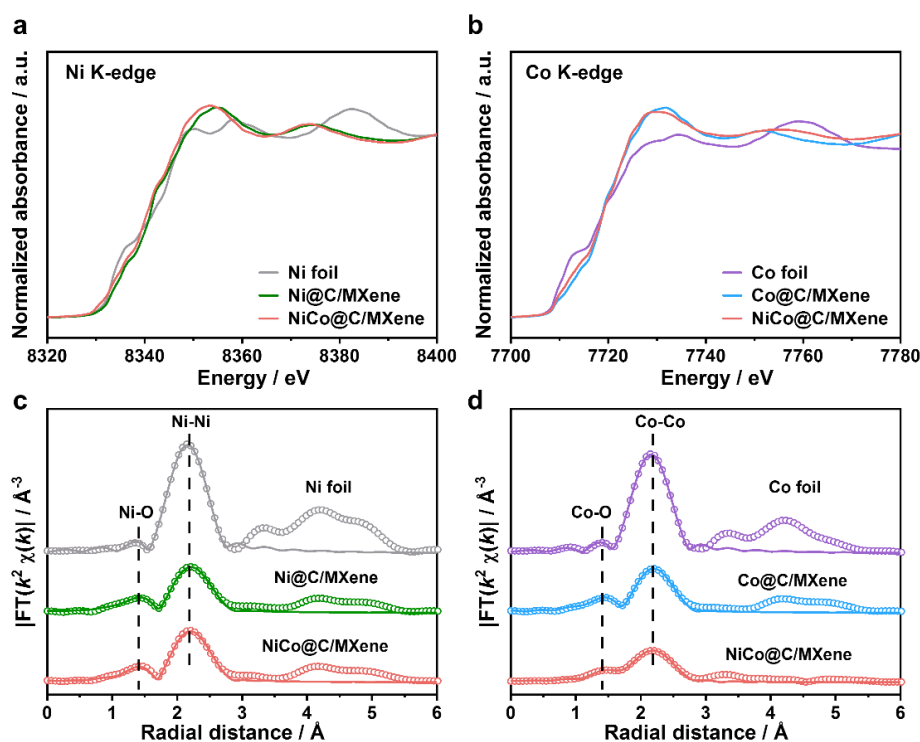 a
Normalized absorbance / a.u.
Ni K-edge
Ni foil
Ni@C/MXene
NiCo@C/MXene
8320 8340 8360 8380 8400
Energy / eV
b
Normalized absorbance / a.u.
Co K-edge
Co foil
Co@C/MXene
NiCo@C/MXene
7700 7720 7740 7760 7780
Energy / eV
c
|FT(k² χ(k)| / Å⁻³
Ni-Ni
Ni-O
Ni foil
Ni@C/MXene
NiCo@C/MXene
0 1 2 3 4 5 6
Radial distance / Å
d
|FT(k² χ(k)| / Å⁻³
Co-Co
Co-O
Co foil
Co@C/MXene
NiCo@C/MXene
0 1 2 3 4 5 6
Radial distance / Å